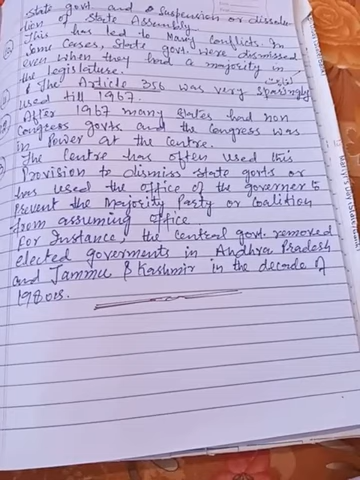 State govt and & Suspension or dissolu-
tion of State Assembly.
This has led to Many conflicts. In
Some Cases, State govt. were dismissed
even when they had a majority in
the legislature.
& The Article 356 was very sparingly
used till 1967.
After 1967 many states had non
Congress govts and the Congress was
in Power at the Centre.
The Centre has often used this
Provision to dismiss state govts or
has used the office of the governer to
Prevent the Majority Party or Coalition
from assuming office
For Instance, the central govt. removed
elected goverments in Andhra Pradesh
and Jammu & Kashmir in the decade of
1980es.